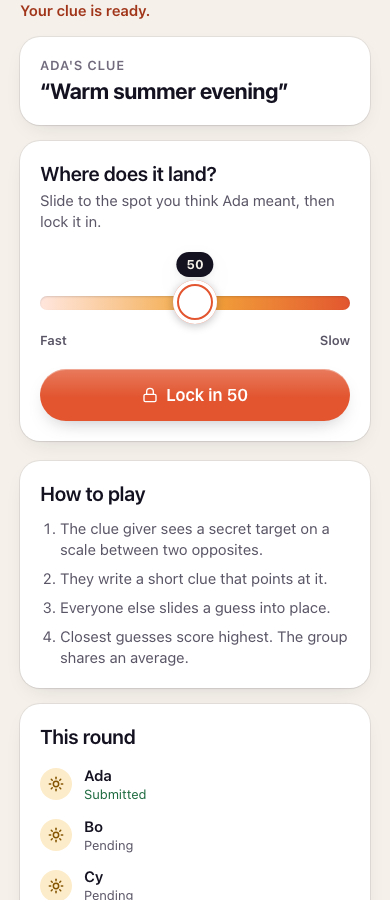 Your clue is ready.
ADA'S CLUE
“Warm summer evening”
Where does it land?
Slide to the spot you think Ada meant, then
lock it in.
50
Fast
Slow
Lock in 50
How to play
1. The clue giver sees a secret target on a
scale between two opposites.
2. They write a short clue that points at it.
3. Everyone else slides a guess into place.
4. Closest guesses score highest. The group
shares an average.
This round
Ada
Submitted
Bo
Pending
Cy
Pending